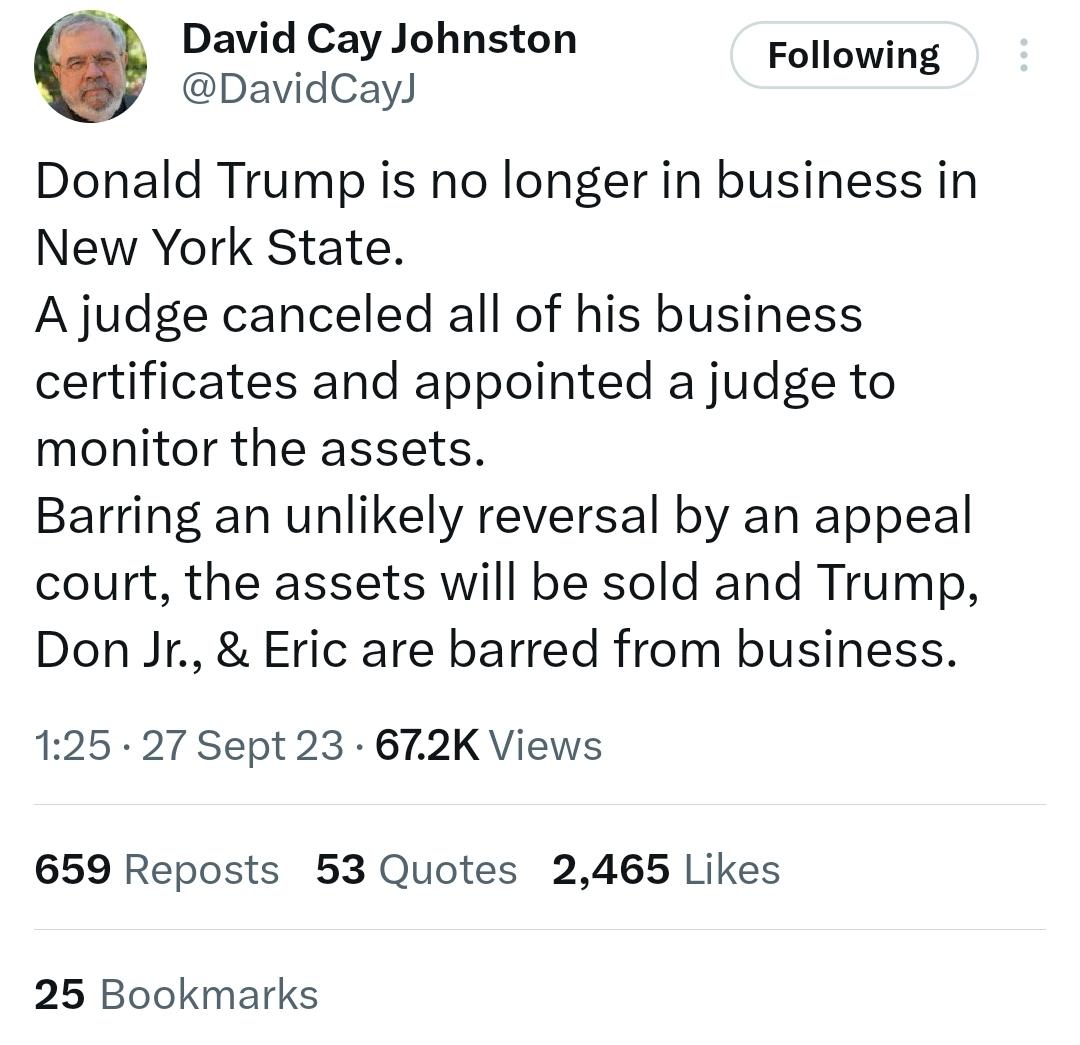 David Cay Johnston
@DavidCayJ
Following
Donald Trump is no longer in business in
New York State.
A judge canceled all of his business
certificates and appointed a judge to
monitor the assets.
Barring an unlikely reversal by an appeal
court, the assets will be sold and Trump,
Don Jr., & Eric are barred from business.
1:25 · 27 Sept 23 · 67.2K Views
659 Reposts 53 Quotes 2,465 Likes
25 Bookmarks